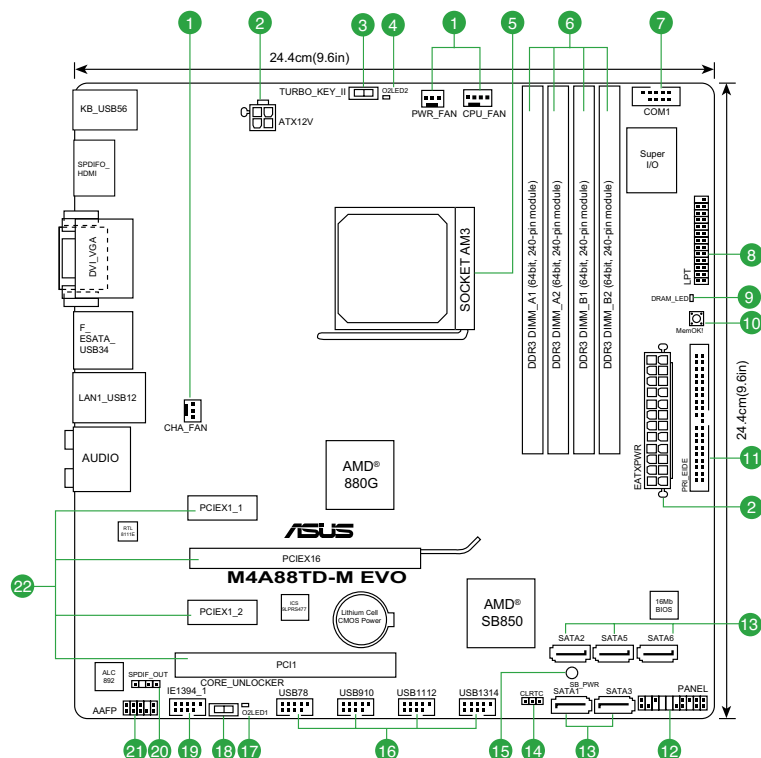 1 2 3 4 1 5 6 7
24.4cm(9.6in)
TURBO_KEY_II
O2LED2
KB_USB56
ATX12V
PWR_FAN
CPU_FAN
COM1
SPDIFO_
HDMI
Super
I/O
DVI_VGA
SOCKET AM3
DDR3 DIMM_A1 (64bit, 240-pin module)
DDR3 DIMM_A2 (64bit, 240-pin module)
DDR3 DIMM_B1 (64bit, 240-pin module)
DDR3 DIMM_B2 (64bit, 240-pin module)
LPT
8
DRAM_LED
9
F_
ESATA_
USB34
MemOK!
10
LAN1_USB12
CHA_FAN
24.4cm(9.6in)
AUDIO
AMD®
880G
EATXPWR
PRI_EIDE
11
2
PCIEX1_1
RTL
8111E
ASUS
PCIEX16
22
M4A88TD-M EVO
PCIEX1_2
ICS
9LPRS477
Lithium Cell
CMOS Power
AMD®
SB850
16Mb
BIOS
SATA2
SATA5
SATA6
13
PCI1
ALC
892
SPDIF_OUT
CORE_UNLOCKER
SB_PWR
AAFP
IE1394_1
O2LED1
USB78
USB910
USB1112
USB1314
CLRTC
SATA1
SATA3
PANEL
21 20 19 18 17 16 15 14 13 12